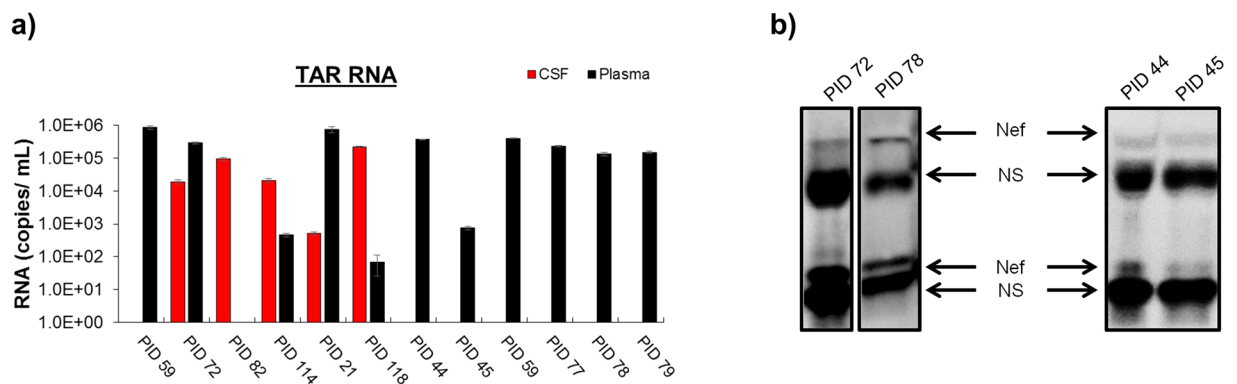 a)
TAR RNA
CSF
Plasma
RNA (copies/ mL)
1.0E+06
1.0E+05
1.0E+04
1.0E+03
1.0E+02
1.0E+01
1.0E+00
PID 59
PID 72
PID 82
PID 114
PID 21
PID 118
PID 44
PID 45
PID 59
PID 77
PID 78
PID 79
b)
PID 72
PID 78
PID 44
PID 45
Nef
NS
Nef
NS